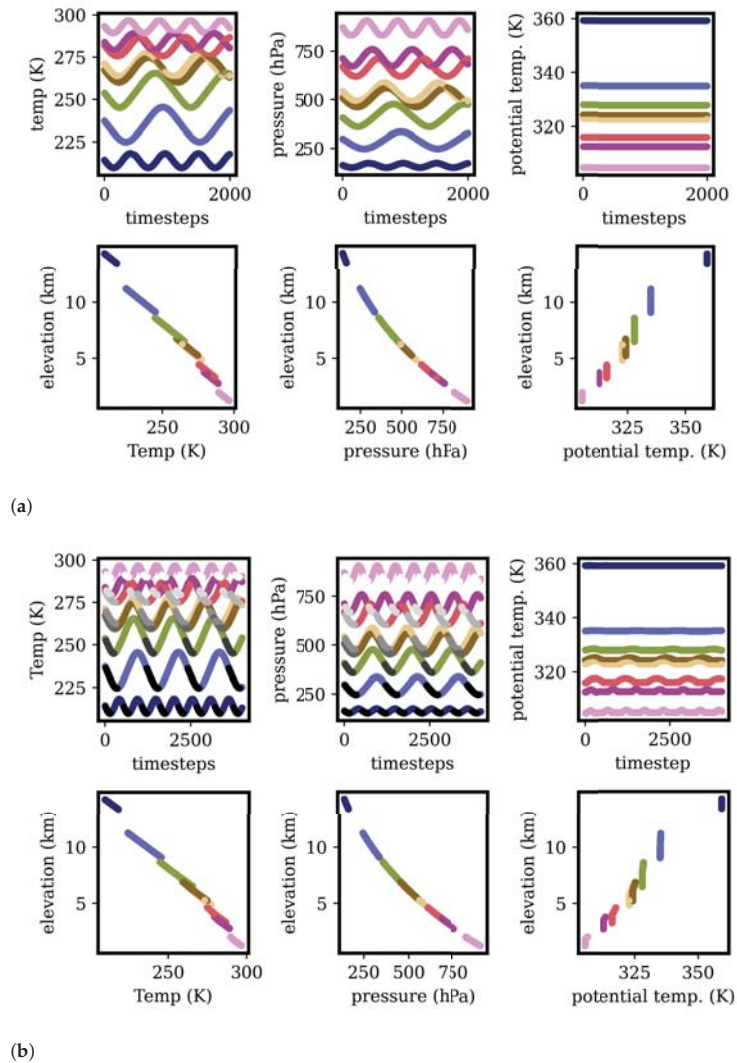 300
275
250
225
temp (K)
0 2000
timesteps
750
500
250
pressure (hPa)
0 2000
timesteps
360
340
320
potential temp. (K)
0 2000
timesteps
10
5
elevation (km)
250 300
Temp (K)
10
5
elevation (km)
250 500 750
pressure (hPa)
10
5
elevation (km)
325 350
potential temp. (K)
(a)
300
275
250
225
Temp (K)
0 2500
timesteps
750
500
250
pressure (hPa)
0 2500
timesteps
360
340
320
potential temp. (K)
0 2500
timestep
10
5
elevation (km)
250 300
Temp (K)
10
5
elevation (km)
250 500 750
pressure (hPa)
10
5
elevation (km)
325 350
potential temp. (K)
(b)